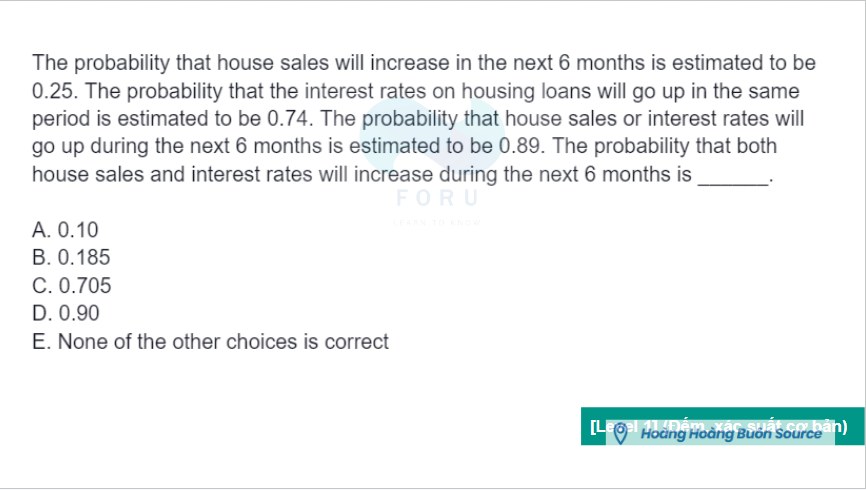 The probability that house sales will increase in the next 6 months is estimated to be
0.25. The probability that the interest rates on housing loans will go up in the same
period is estimated to be 0.74. The probability that house sales or interest rates will
go up during the next 6 months is estimated to be 0.89. The probability that both
house sales and interest rates will increase during the next 6 months is ______.
FORU
A. 0.10
B. 0.185
C. 0.705
D. 0.90
E. None of the other choices is correct
Hoàng Hoảng Buôn Source